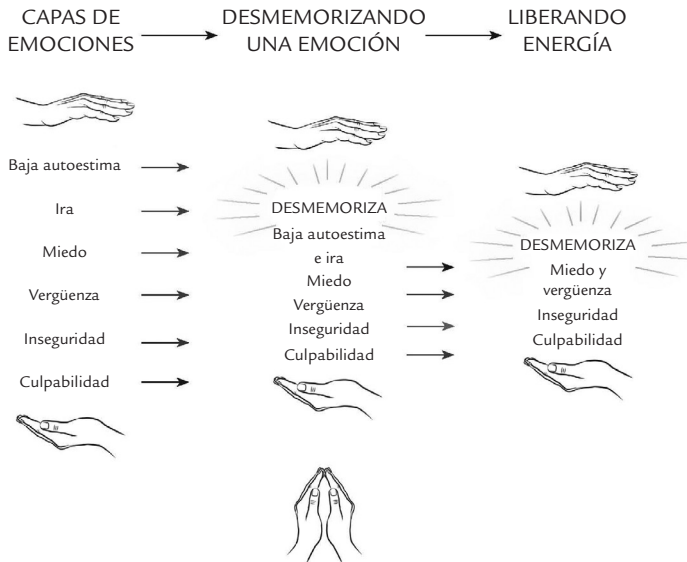 CAPAS DE
EMOCIONES
DESMEMORIZANDO
UNA EMOCIÓN
LIBERANDO
ENERGÍA
Baja autoestima
Ira
Miedo
Vergüenza
Inseguridad
Culpabilidad
DESMEMORIZA
Baja autoestima
e ira
Miedo
Vergüenza
Inseguridad
Culpabilidad
DESMEMORIZA
Miedo y
vergüenza
Inseguridad
Culpabilidad